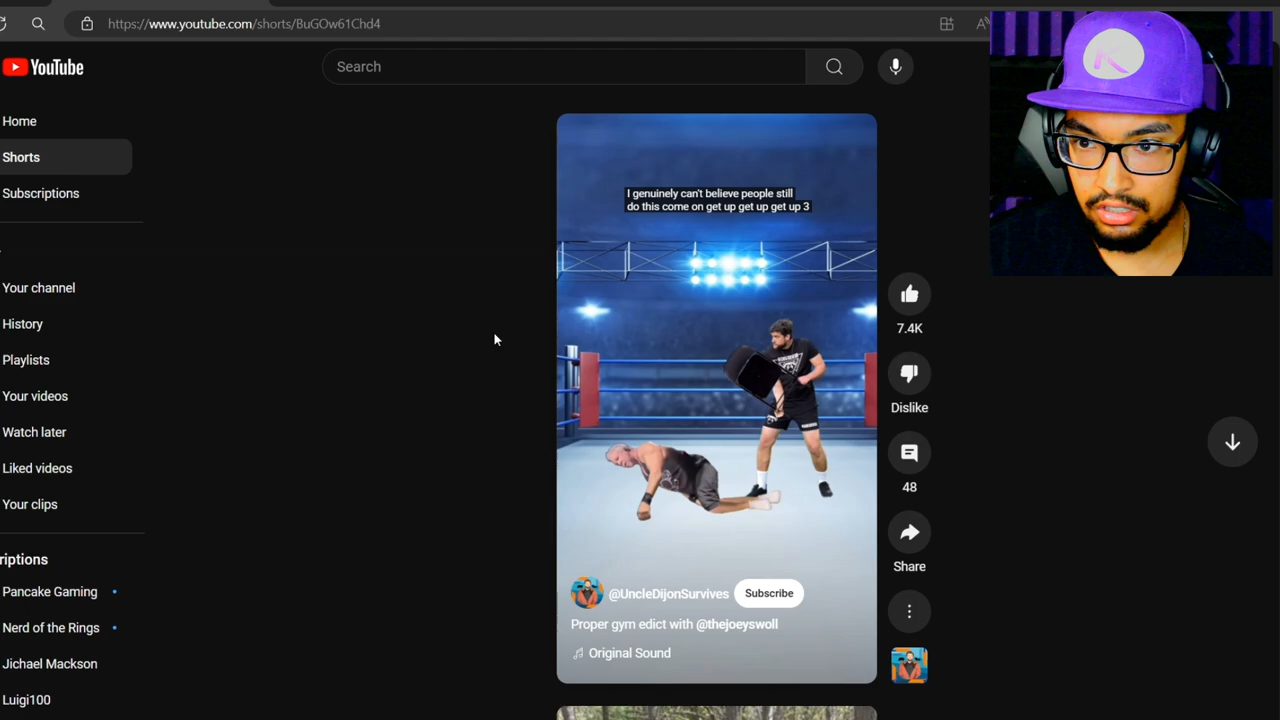 https://www.youtube.com/shorts/BuGOw61Chd4
YouTube
Search
Home
Shorts
Subscriptions
Your channel
History
Playlists
Your videos
Watch later
Liked videos
Your clips
riptions
Pancake Gaming
Nerd of the Rings
Jichael Mackson
Luigi100
I genuinely can't believe people still
do this come on get up get up get up 3
7.4K
Dislike
48
Share
@UncleDijonSurvives
Subscribe
Proper gym edict with @thejoeyswoll
Original Sound